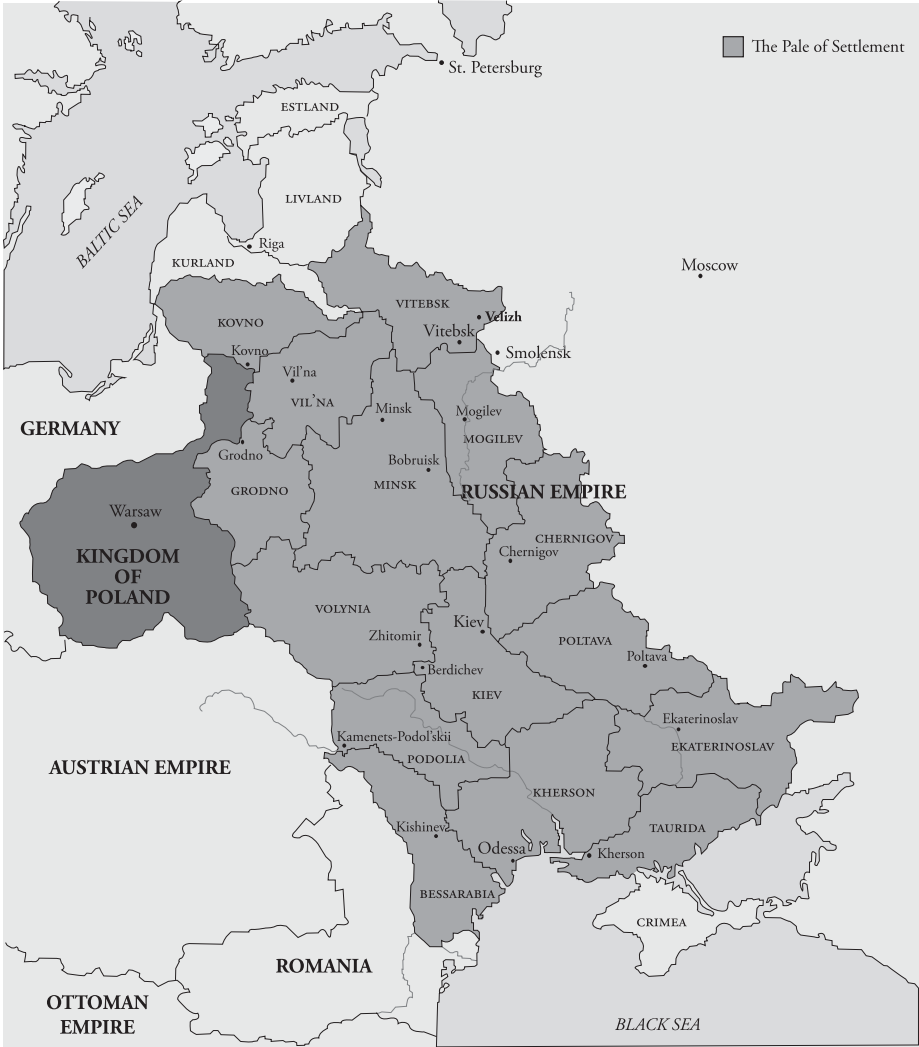 The Pale of Settlement
St. Petersburg
ESTLAND
LIVLAND
BALTIC SEA
Riga
KURLAND
Moscow
VITEBSK
Velizh
KOVNO
Vitebsk
Smolensk
Kovno
Vil'na
VIL'NA
Minsk
Mogilev
GERMANY
MOGILEV
Grodno
Bobruisk
MINSK
GRODNO
RUSSIAN EMPIRE
Warsaw
CHERNIGOV
Chernigov
KINGDOM
OF
POLAND
VOLYNIA
Kiev
Zhitomir
POLTAVA
Poltava
Berdichev
KIEV
Ekaterinoslav
Kamenets-Podol'skii
EKATERINOSLAV
PODOLIA
AUSTRIAN EMPIRE
KHERSON
Kishinev
TAURIDA
Odessa
Kherson
BESSARABIA
CRIMEA
ROMANIA
OTTOMAN
EMPIRE
BLACK SEA